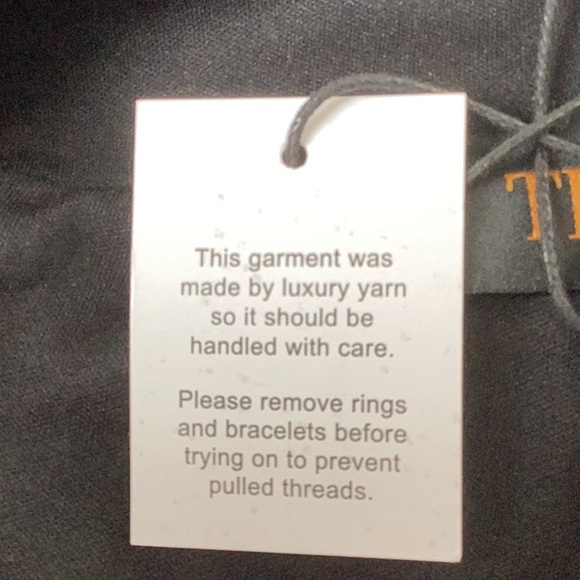 This garment was
made by luxury yarn
so it should be
handled with care.
Please remove rings
and bracelets before
trying on to prevent
pulled threads.